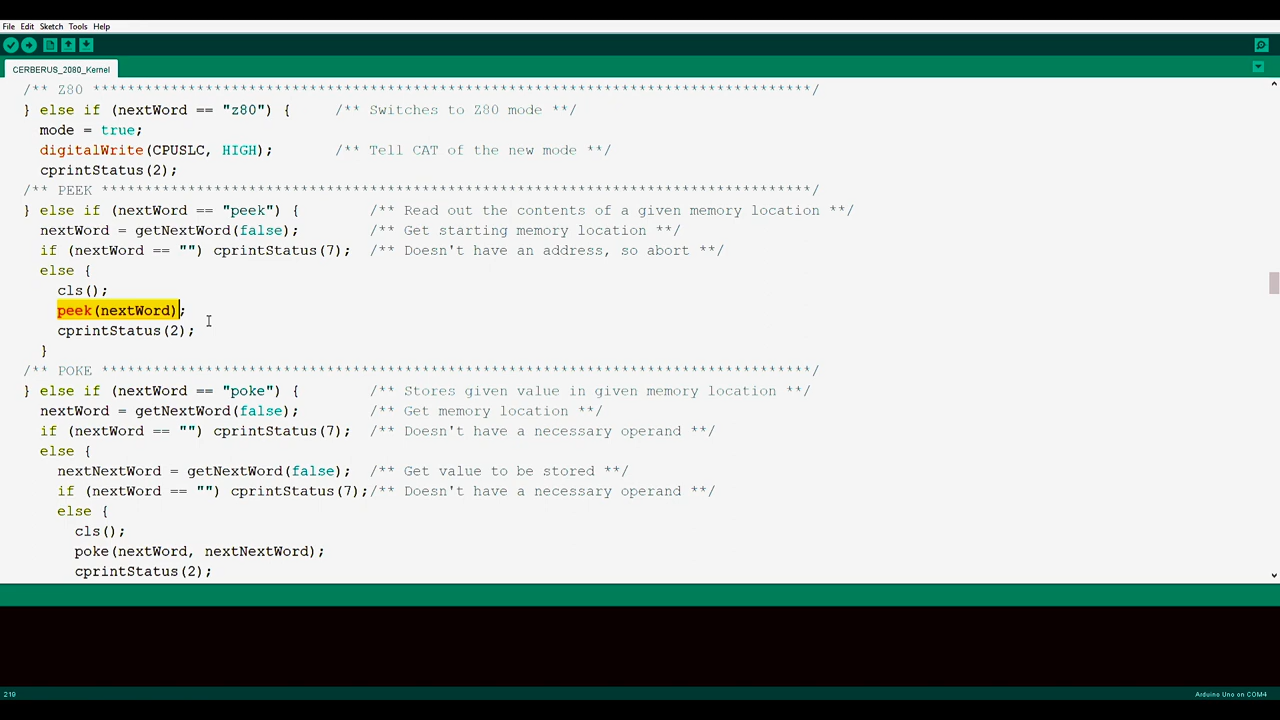 File Edit Sketch Tools Help
CERBERUS_2080_Kernel
/** Z80 ***********************************************************************************/
} else if (nextWord == "z80") { /** Switches to Z80 mode **/
mode = true;
digitalWrite(CPUSLC, HIGH); /** Tell CAT of the new mode **/
cprintStatus(2);
/** PEEK **********************************************************************************/
} else if (nextWord == "peek") { /** Read out the contents of a given memory location **/
nextWord = getNextWord(false); /** Get starting memory location **/
if (nextWord == "") cprintStatus(7); /** Doesn't have an address, so abort **/
else {
cls();
peek(nextWord);
cprintStatus(2);
}
/** POKE **********************************************************************************/
} else if (nextWord == "poke") { /** Stores given value in given memory location **/
nextWord = getNextWord(false); /** Get memory location **/
if (nextWord == "") cprintStatus(7); /** Doesn't have a necessary operand **/
else {
nextNextWord = getNextWord(false); /** Get value to be stored **/
if (nextWord == "") cprintStatus(7);/** Doesn't have a necessary operand **/
else {
cls();
poke(nextWord, nextNextWord);
cprintStatus(2);
219 Arduino Uno on COM4